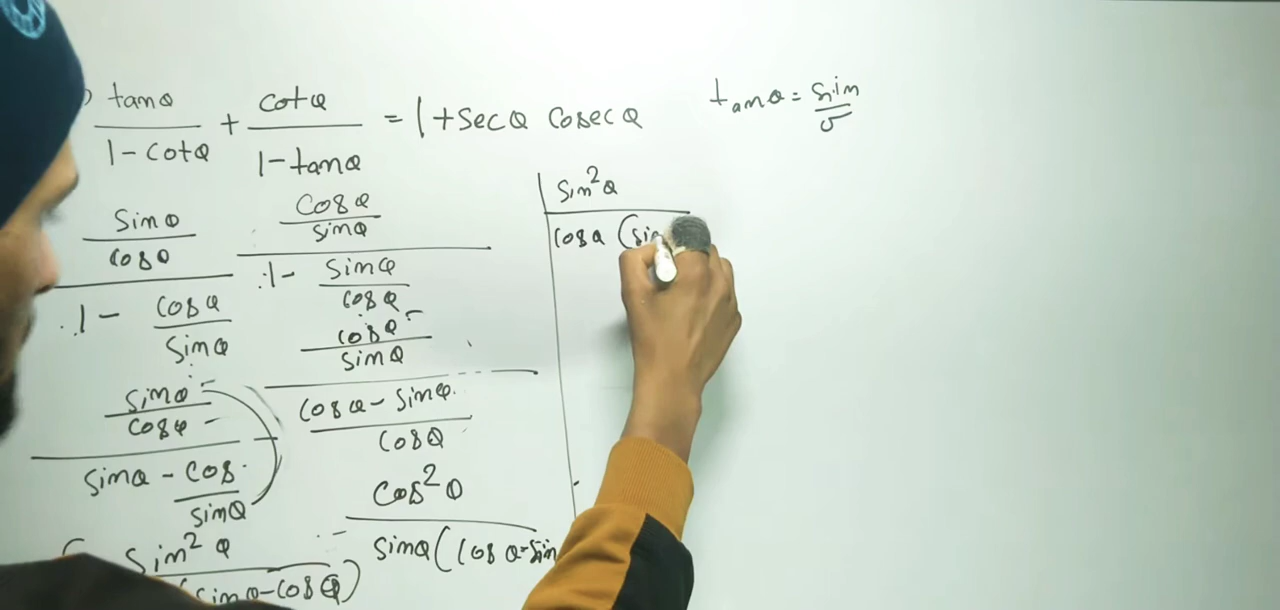 tanθ / 1 - cotθ + cotθ / 1 - tanθ = 1 + secθ cosecθ
tanθ = sin / σ
sinθ / cosθ
1 - cosθ / sinθ
cosθ / sinθ
1 - sinθ / cosθ
sinθ / cosθ
sinθ - cos / sinθ
cosθ / sinθ
cosθ - sinθ / cosθ
sin²θ
(sinθ - cosθ)
cos²θ / sinθ(cosθ - sin
sin²θ
cosθ (sin